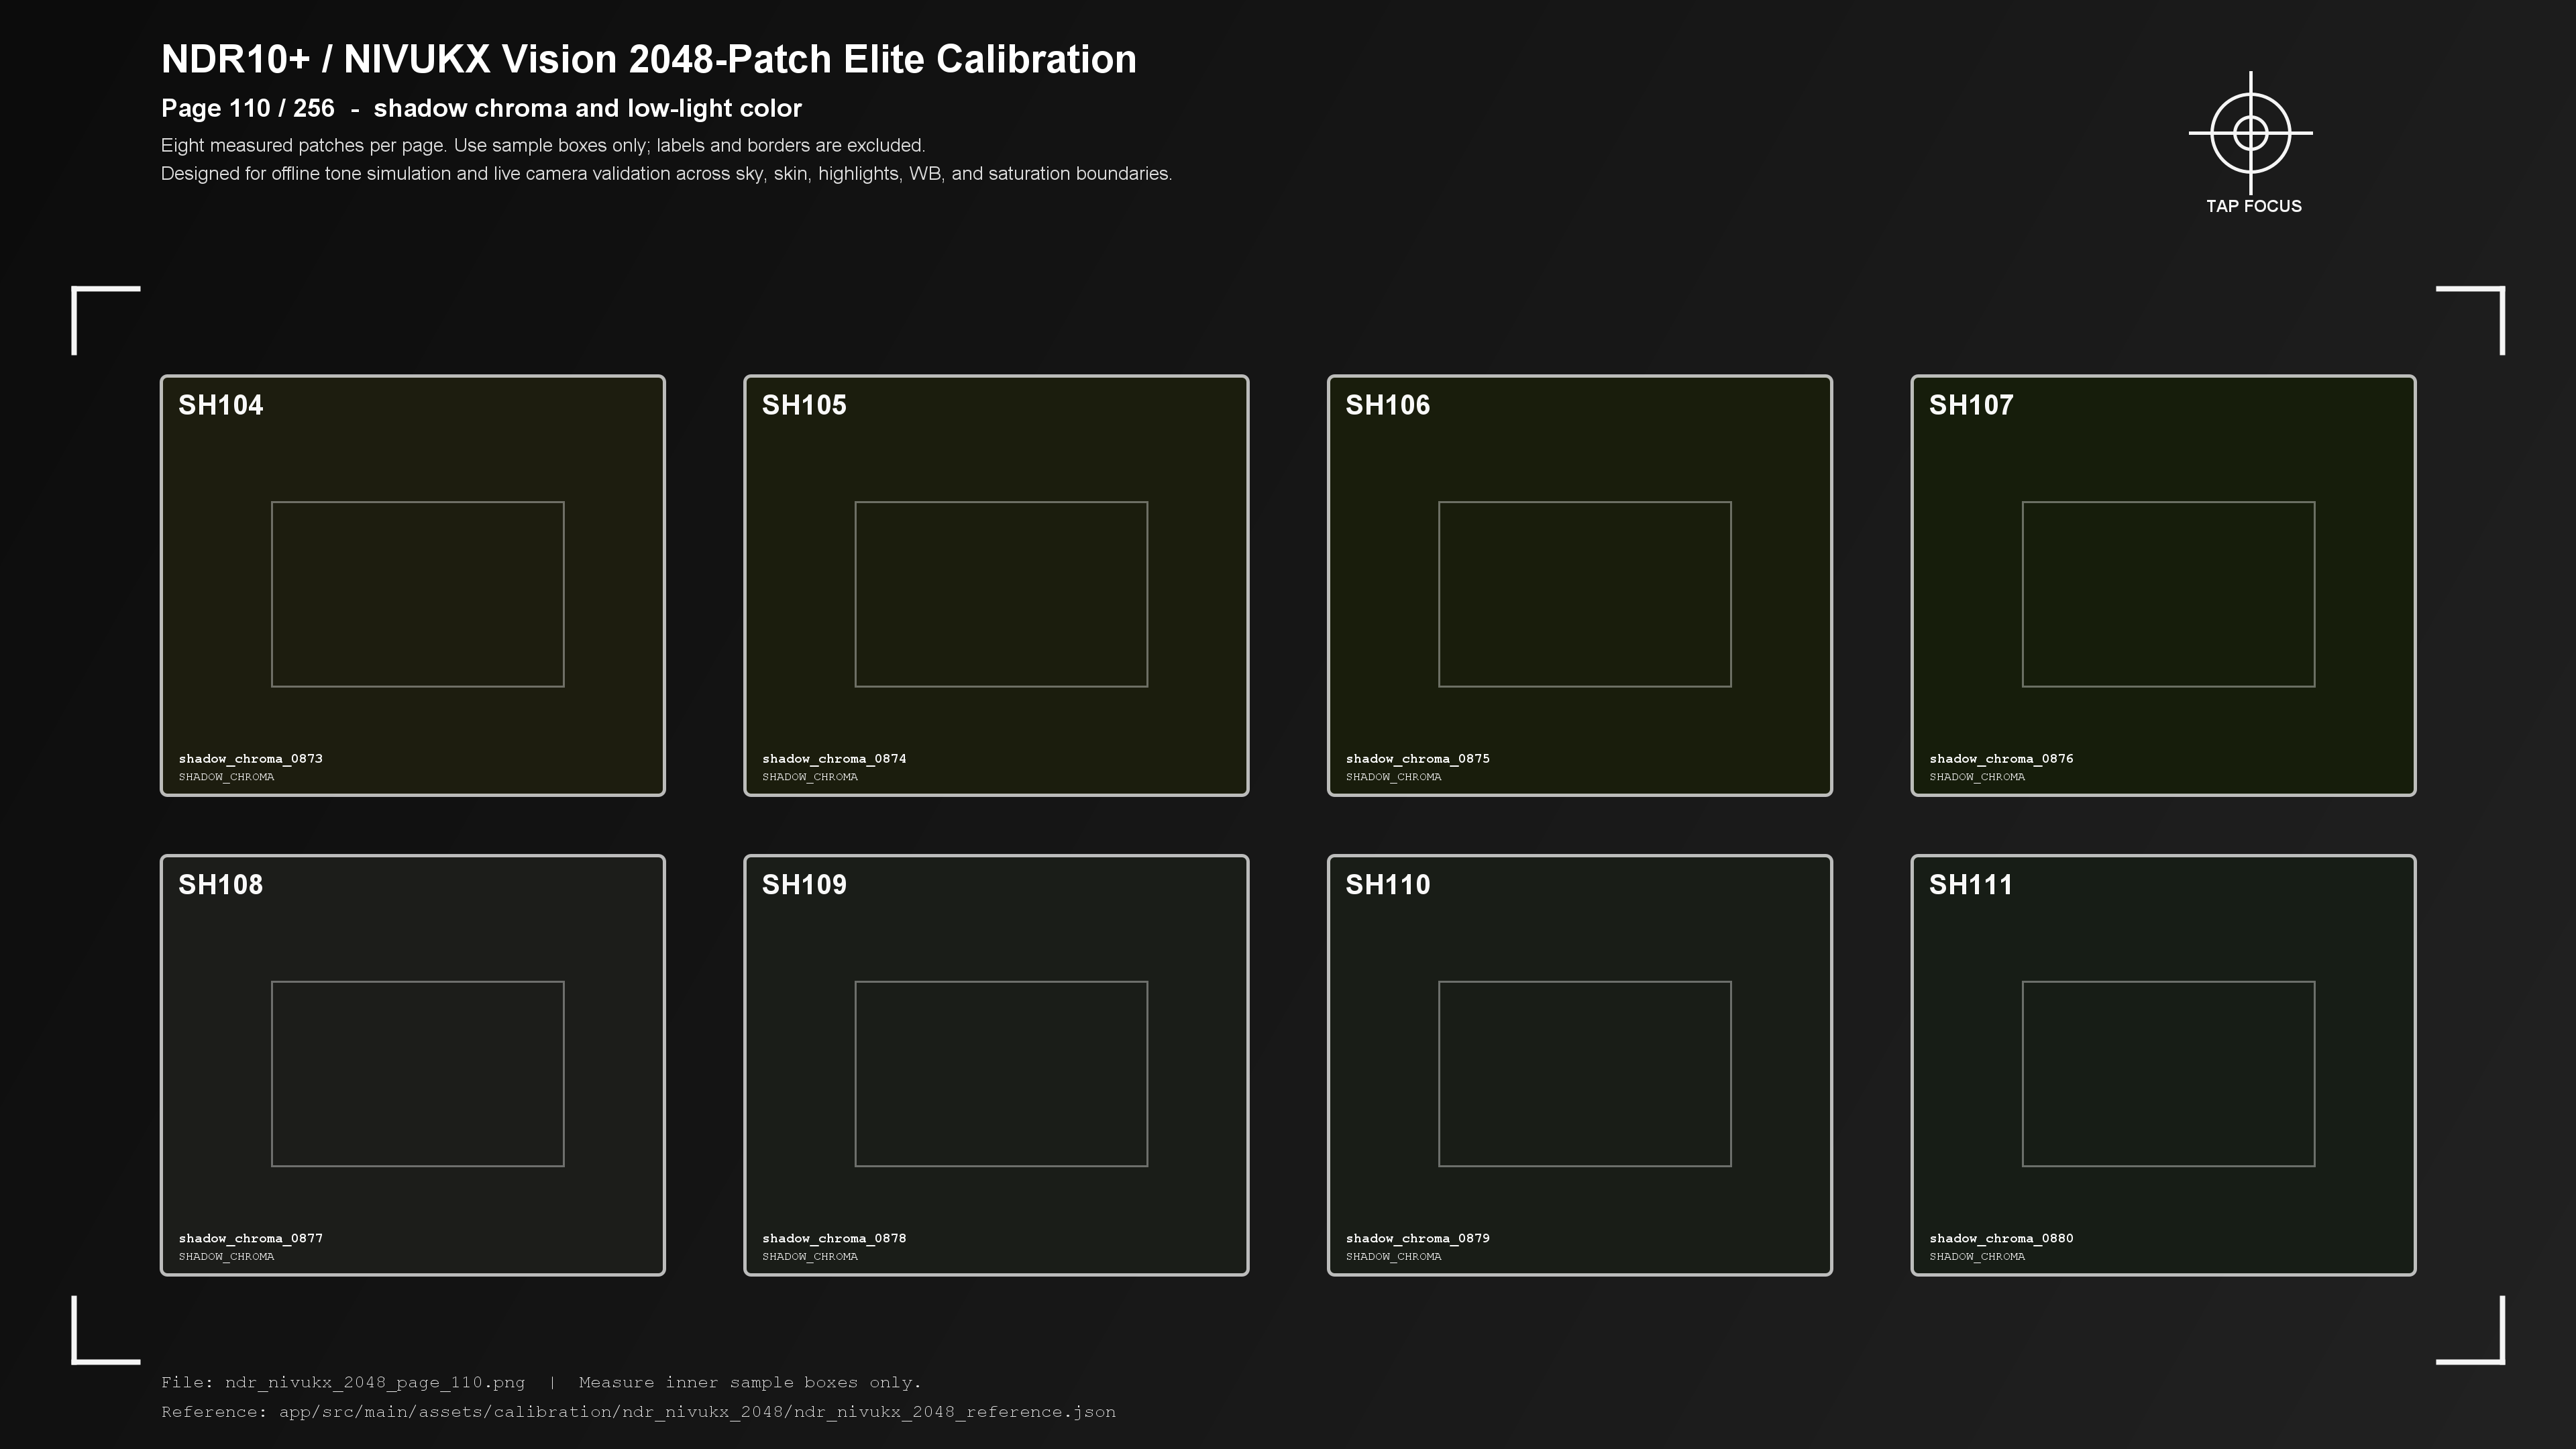 NDR10+ / NIVUKX Vision 2048-Patch Elite Calibration
Page 110 / 256 - shadow chroma and low-light color
Eight measured patches per page. Use sample boxes only; labels and borders are excluded.
Designed for offline tone simulation and live camera validation across sky, skin, highlights, WB, and saturation boundaries.
TAP FOCUS
SH104
shadow_chroma_0873
SHADOW_CHROMA
SH105
shadow_chroma_0874
SHADOW_CHROMA
SH106
shadow_chroma_0875
SHADOW_CHROMA
SH107
shadow_chroma_0876
SHADOW_CHROMA
SH108
shadow_chroma_0877
SHADOW_CHROMA
SH109
shadow_chroma_0878
SHADOW_CHROMA
SH110
shadow_chroma_0879
SHADOW_CHROMA
SH111
shadow_chroma_0880
SHADOW_CHROMA
File: ndr_nivukx_2048_page_110.png | Measure inner sample boxes only.
Reference: app/src/main/assets/calibration/ndr_nivukx_2048/ndr_nivukx_2048_reference.json